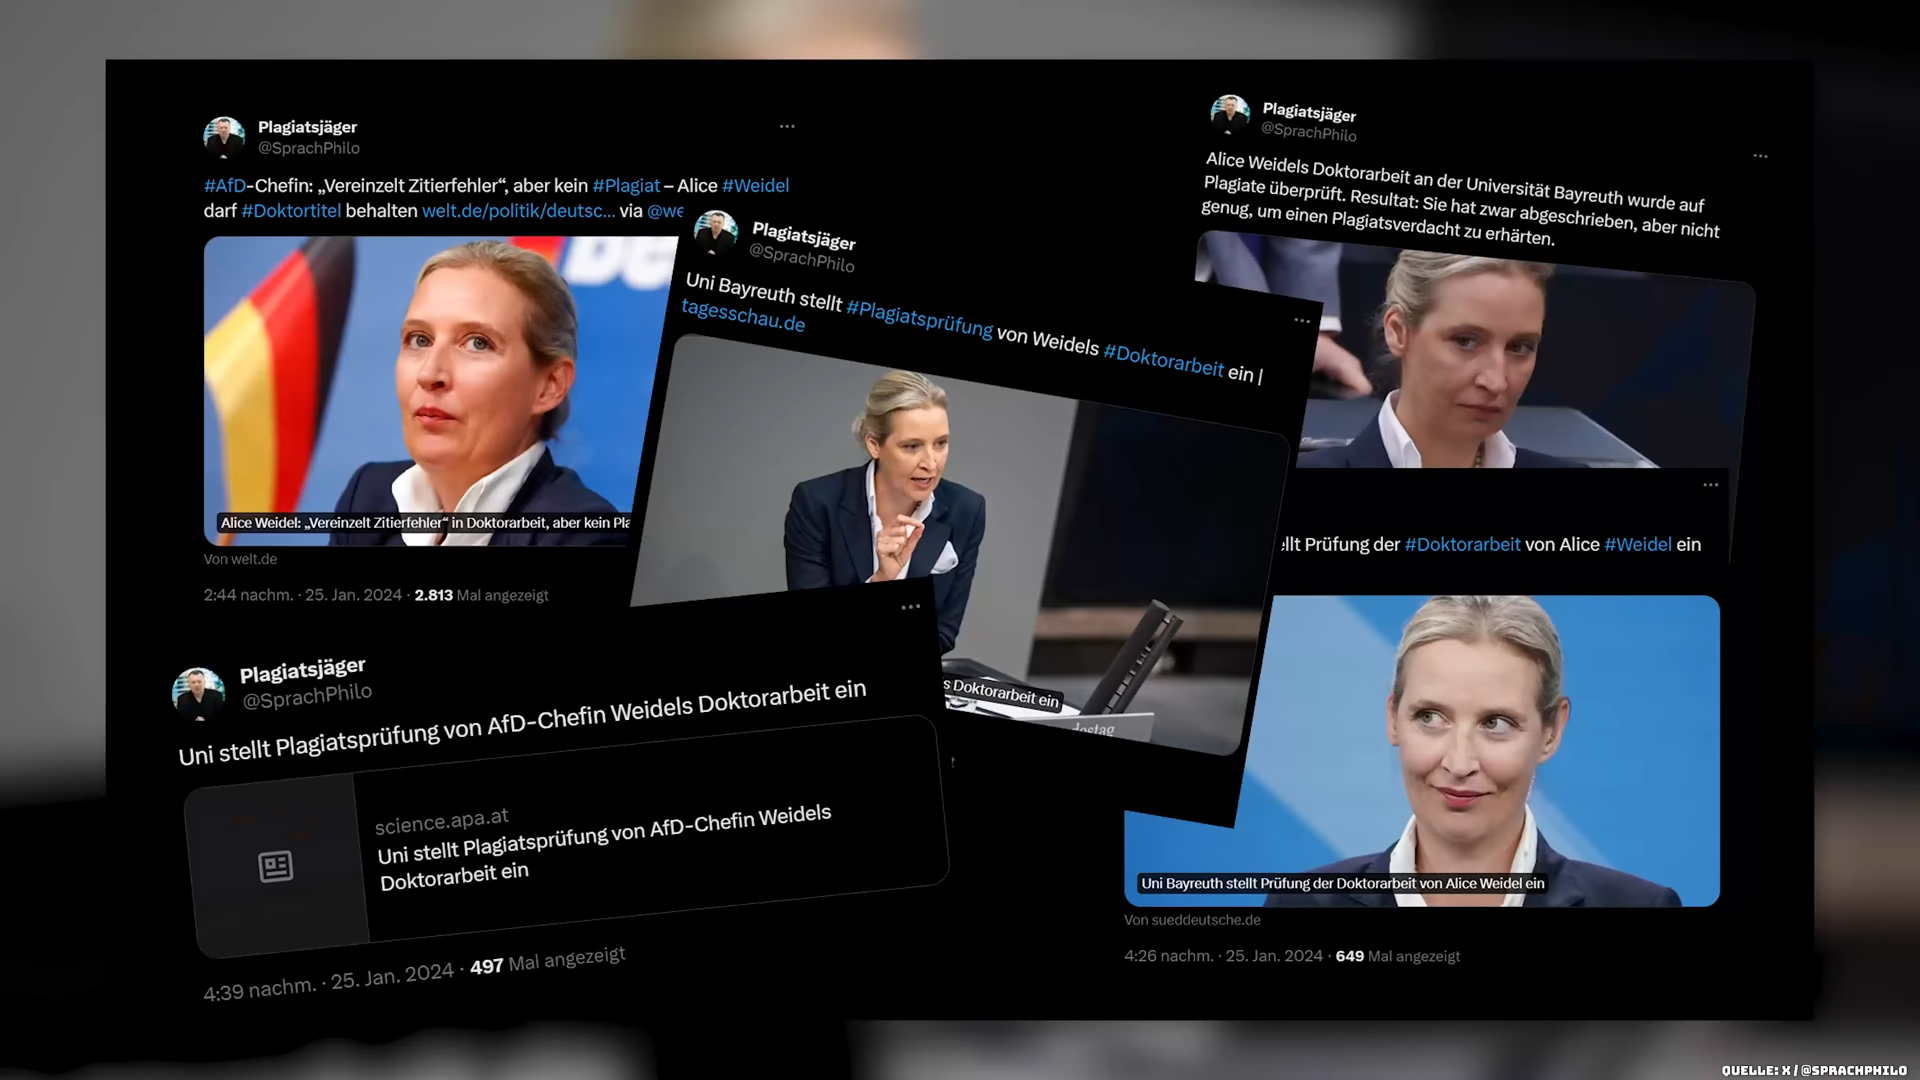 Plagiatsjäger
@SprachPhilo
#AfD-Chefin: „Vereinzelt Zitierfehler“, aber kein #Plagiat – Alice #Weidel
darf #Doktortitel behalten welt.de/politik/deutsc... via @we
be
Alice Weidel: „Vereinzelt Zitierfehler“ in Doktorarbeit, aber kein Pla
Von welt.de
2:44 nachm. · 25. Jan. 2024 · 2.813 Mal angezeigt
Plagiatsjäger
@SprachPhilo
Uni Bayreuth stellt #Plagiatsprüfung von Weidels #Doktorarbeit ein |
tagesschau.de
s Doktorarbeit ein
destag
Plagiatsjäger
@SprachPhilo
Alice Weidels Doktorarbeit an der Universität Bayreuth wurde auf
Plagiate überprüft. Resultat: Sie hat zwar abgeschrieben, aber nicht
genug, um einen Plagiatsverdacht zu erhärten.
ellt Prüfung der #Doktorarbeit von Alice #Weidel ein
Uni Bayreuth stellt Prüfung der Doktorarbeit von Alice Weidel ein
Von sueddeutsche.de
4:26 nachm. · 25. Jan. 2024 · 649 Mal angezeigt
Plagiatsjäger
@SprachPhilo
Uni stellt Plagiatsprüfung von AfD-Chefin Weidels Doktorarbeit ein
science.apa.at
Uni stellt Plagiatsprüfung von AfD-Chefin Weidels
Doktorarbeit ein
4:39 nachm. · 25. Jan. 2024 · 497 Mal angezeigt
QUELLE: X / @SPRACHPHILO